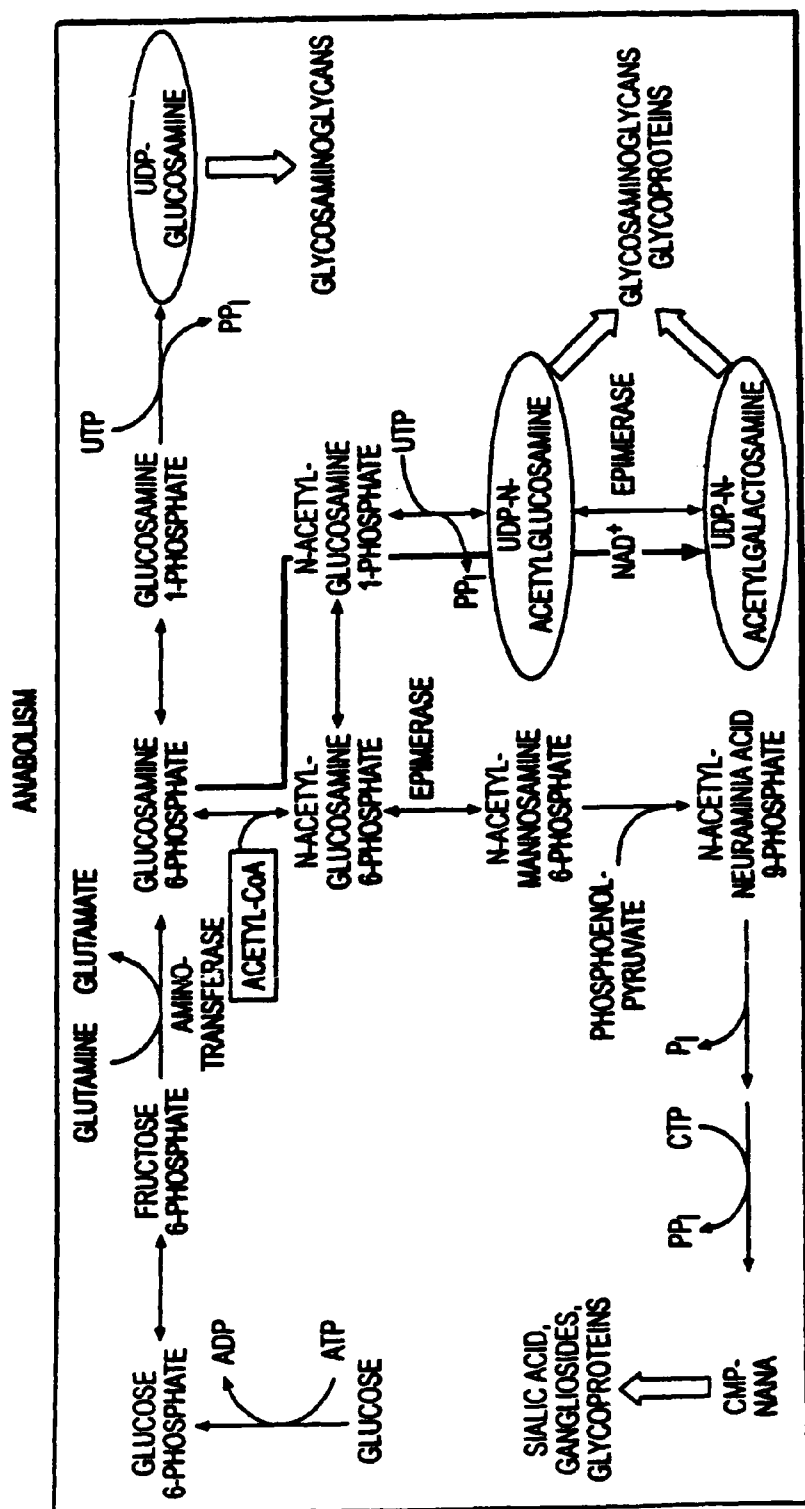 ANABOLISM
GLUCOSE
6-PHOSPHATE
ADP
ATP
GLUCOSE
FRUCTOSE
6-PHOSPHATE
GLUTAMINE
GLUTAMATE
AMINO-
TRANSFERASE
GLUCOSAMINE
6-PHOSPHATE
GLUCOSAMINE
1-PHOSPHATE
UTP
PPI
UDP-
GLUCOSAMINE
GLYCOSAMINOGLYCANS
ACETYL-CoA
N-ACETYL-
GLUCOSAMINE
6-PHOSPHATE
N-ACETYL-
GLUCOSAMINE
1-PHOSPHATE
EPIMERASE
UTP
PPI
N-ACETYL-
MANNOSAMINE
6-PHOSPHATE
UDP-N-
ACETYLGLUCOSAMINE
GLYCOSAMINOGLYCANS
GLYCOPROTEINS
PHOSPHOENOL-
PYRUVATE
NAD+
EPIMERASE
N-ACETYL-
NEURAMINIA ACID
9-PHOSPHATE
UDP-N-
ACETYLGALACTOSAMINE
PI
CTP
PPI
SIALIC ACID,
GANGLIOSIDES,
GLYCOPROTEINS
CMP-
NANA